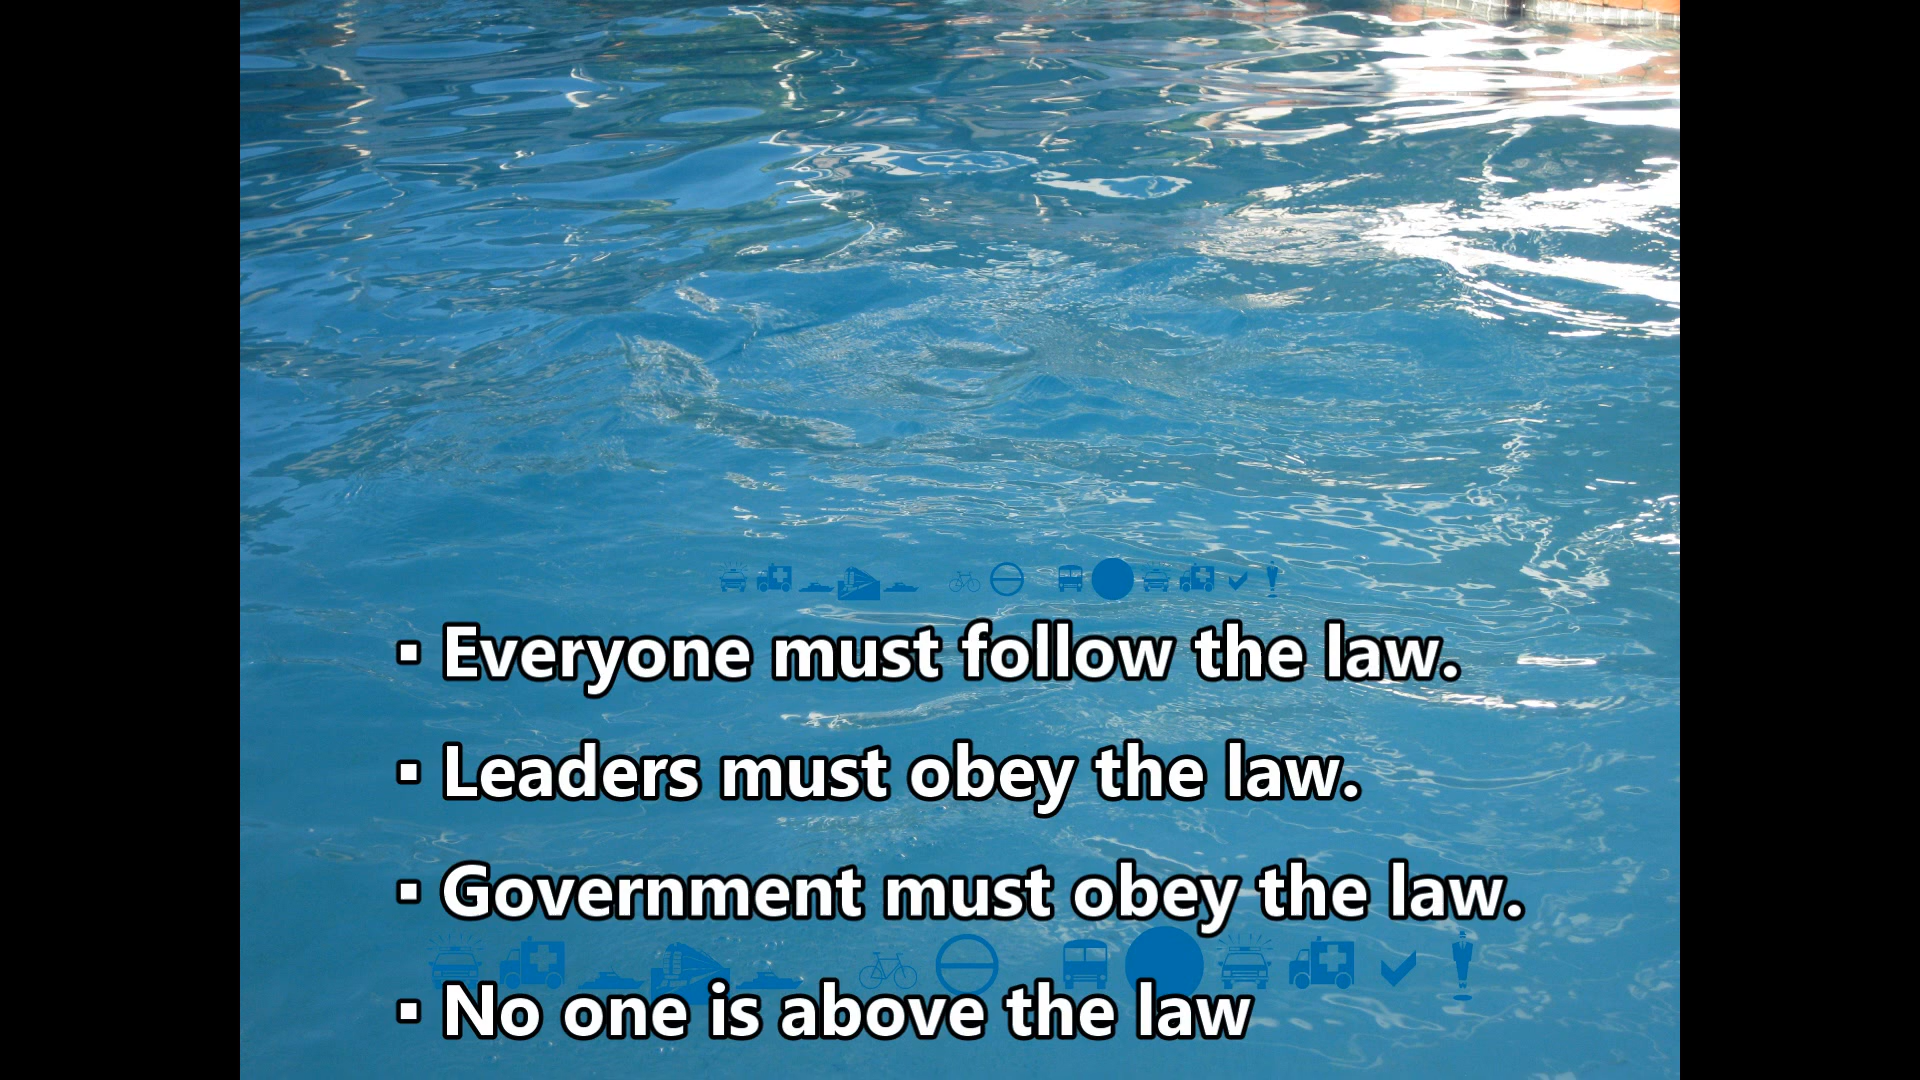 ▪ Everyone must follow the law.
▪ Leaders must obey the law.
▪ Government must obey the law.
▪ No one is above the law